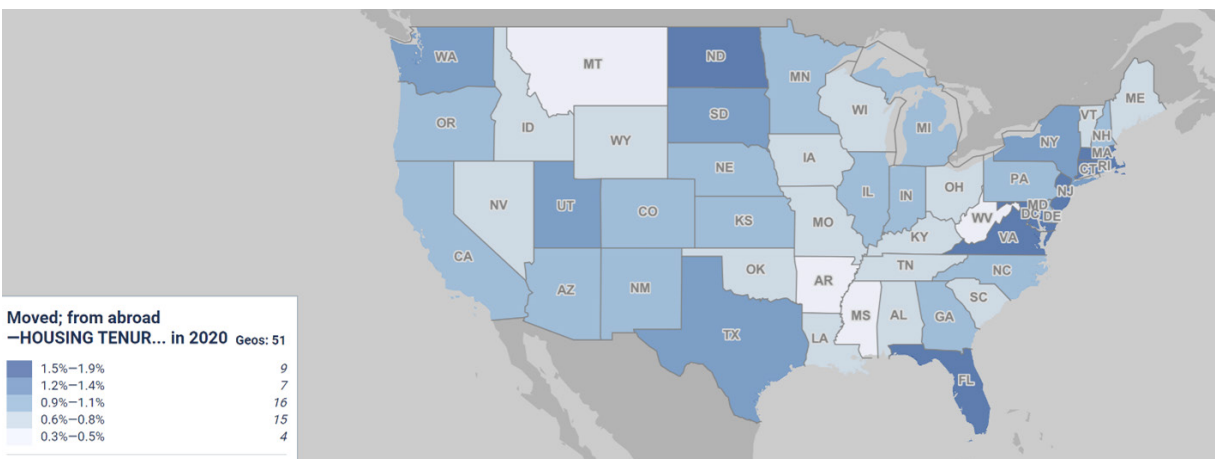 WA
MT
ND
MN
ME
OR
ID
SD
WI
VT
NH
WY
MI
NY
MA
CT RI
NE
IA
PA
NV
UT
CO
IL
IN
OH
NJ
KS
MO
MD
DC DE
WV
VA
KY
CA
OK
TN
NC
AZ
NM
AR
SC
MS
AL
GA
TX
LA
FL
Moved; from abroad
—HOUSING TENUR... in 2020 Geos: 51
1.5%—1.9% 9
1.2%—1.4% 7
0.9%—1.1% 16
0.6%—0.8% 15
0.3%—0.5% 4